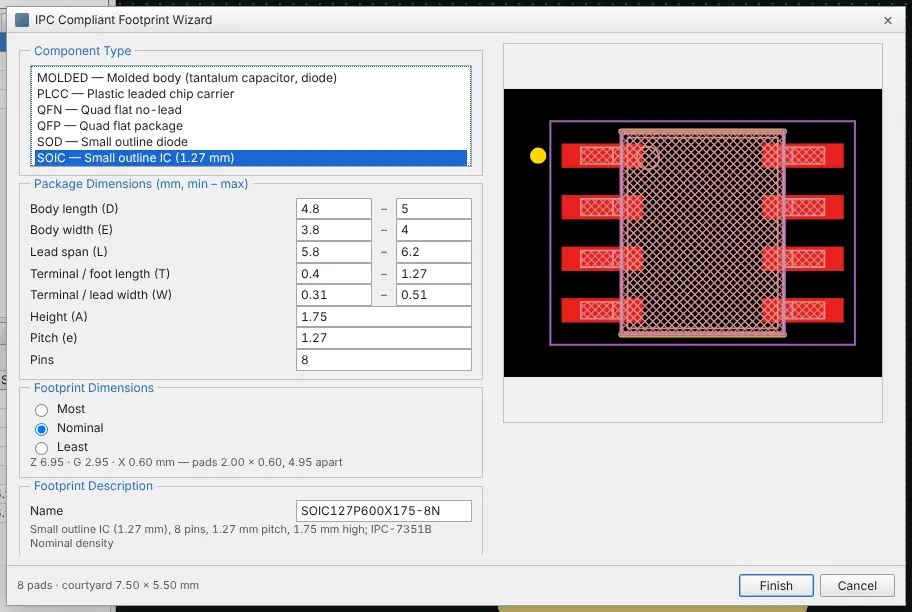 IPC Compliant Footprint Wizard
×
Component Type
MOLDED — Molded body (tantalum capacitor, diode)
PLCC — Plastic leaded chip carrier
QFN — Quad flat no-lead
QFP — Quad flat package
SOD — Small outline diode
SOIC — Small outline IC (1.27 mm)
Package Dimensions (mm, min – max)
Body length (D) 4.8 – 5
Body width (E) 3.8 – 4
Lead span (L) 5.8 – 6.2
Terminal / foot length (T) 0.4 – 1.27
Terminal / lead width (W) 0.31 – 0.51
Height (A) 1.75
Pitch (e) 1.27
Pins 8
Footprint Dimensions
Most
Nominal
Least
Z 6.95 · G 2.95 · X 0.60 mm — pads 2.00 × 0.60, 4.95 apart
Footprint Description
Name SOIC127P600X175-8N
Small outline IC (1.27 mm), 8 pins, 1.27 mm pitch, 1.75 mm high; IPC-7351B
Nominal density
8 pads · courtyard 7.50 × 5.50 mm
Finish Cancel